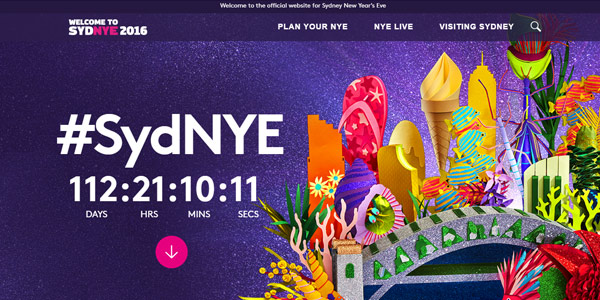 Welcome to the official website for Sydney New Year's Eve
WELCOME TO
SYDNYE 2016
PLAN YOUR NYE
NYE LIVE
VISITING SYDNEY
#SydNYE
112:21:10:11
DAYS HRS MINS SECS